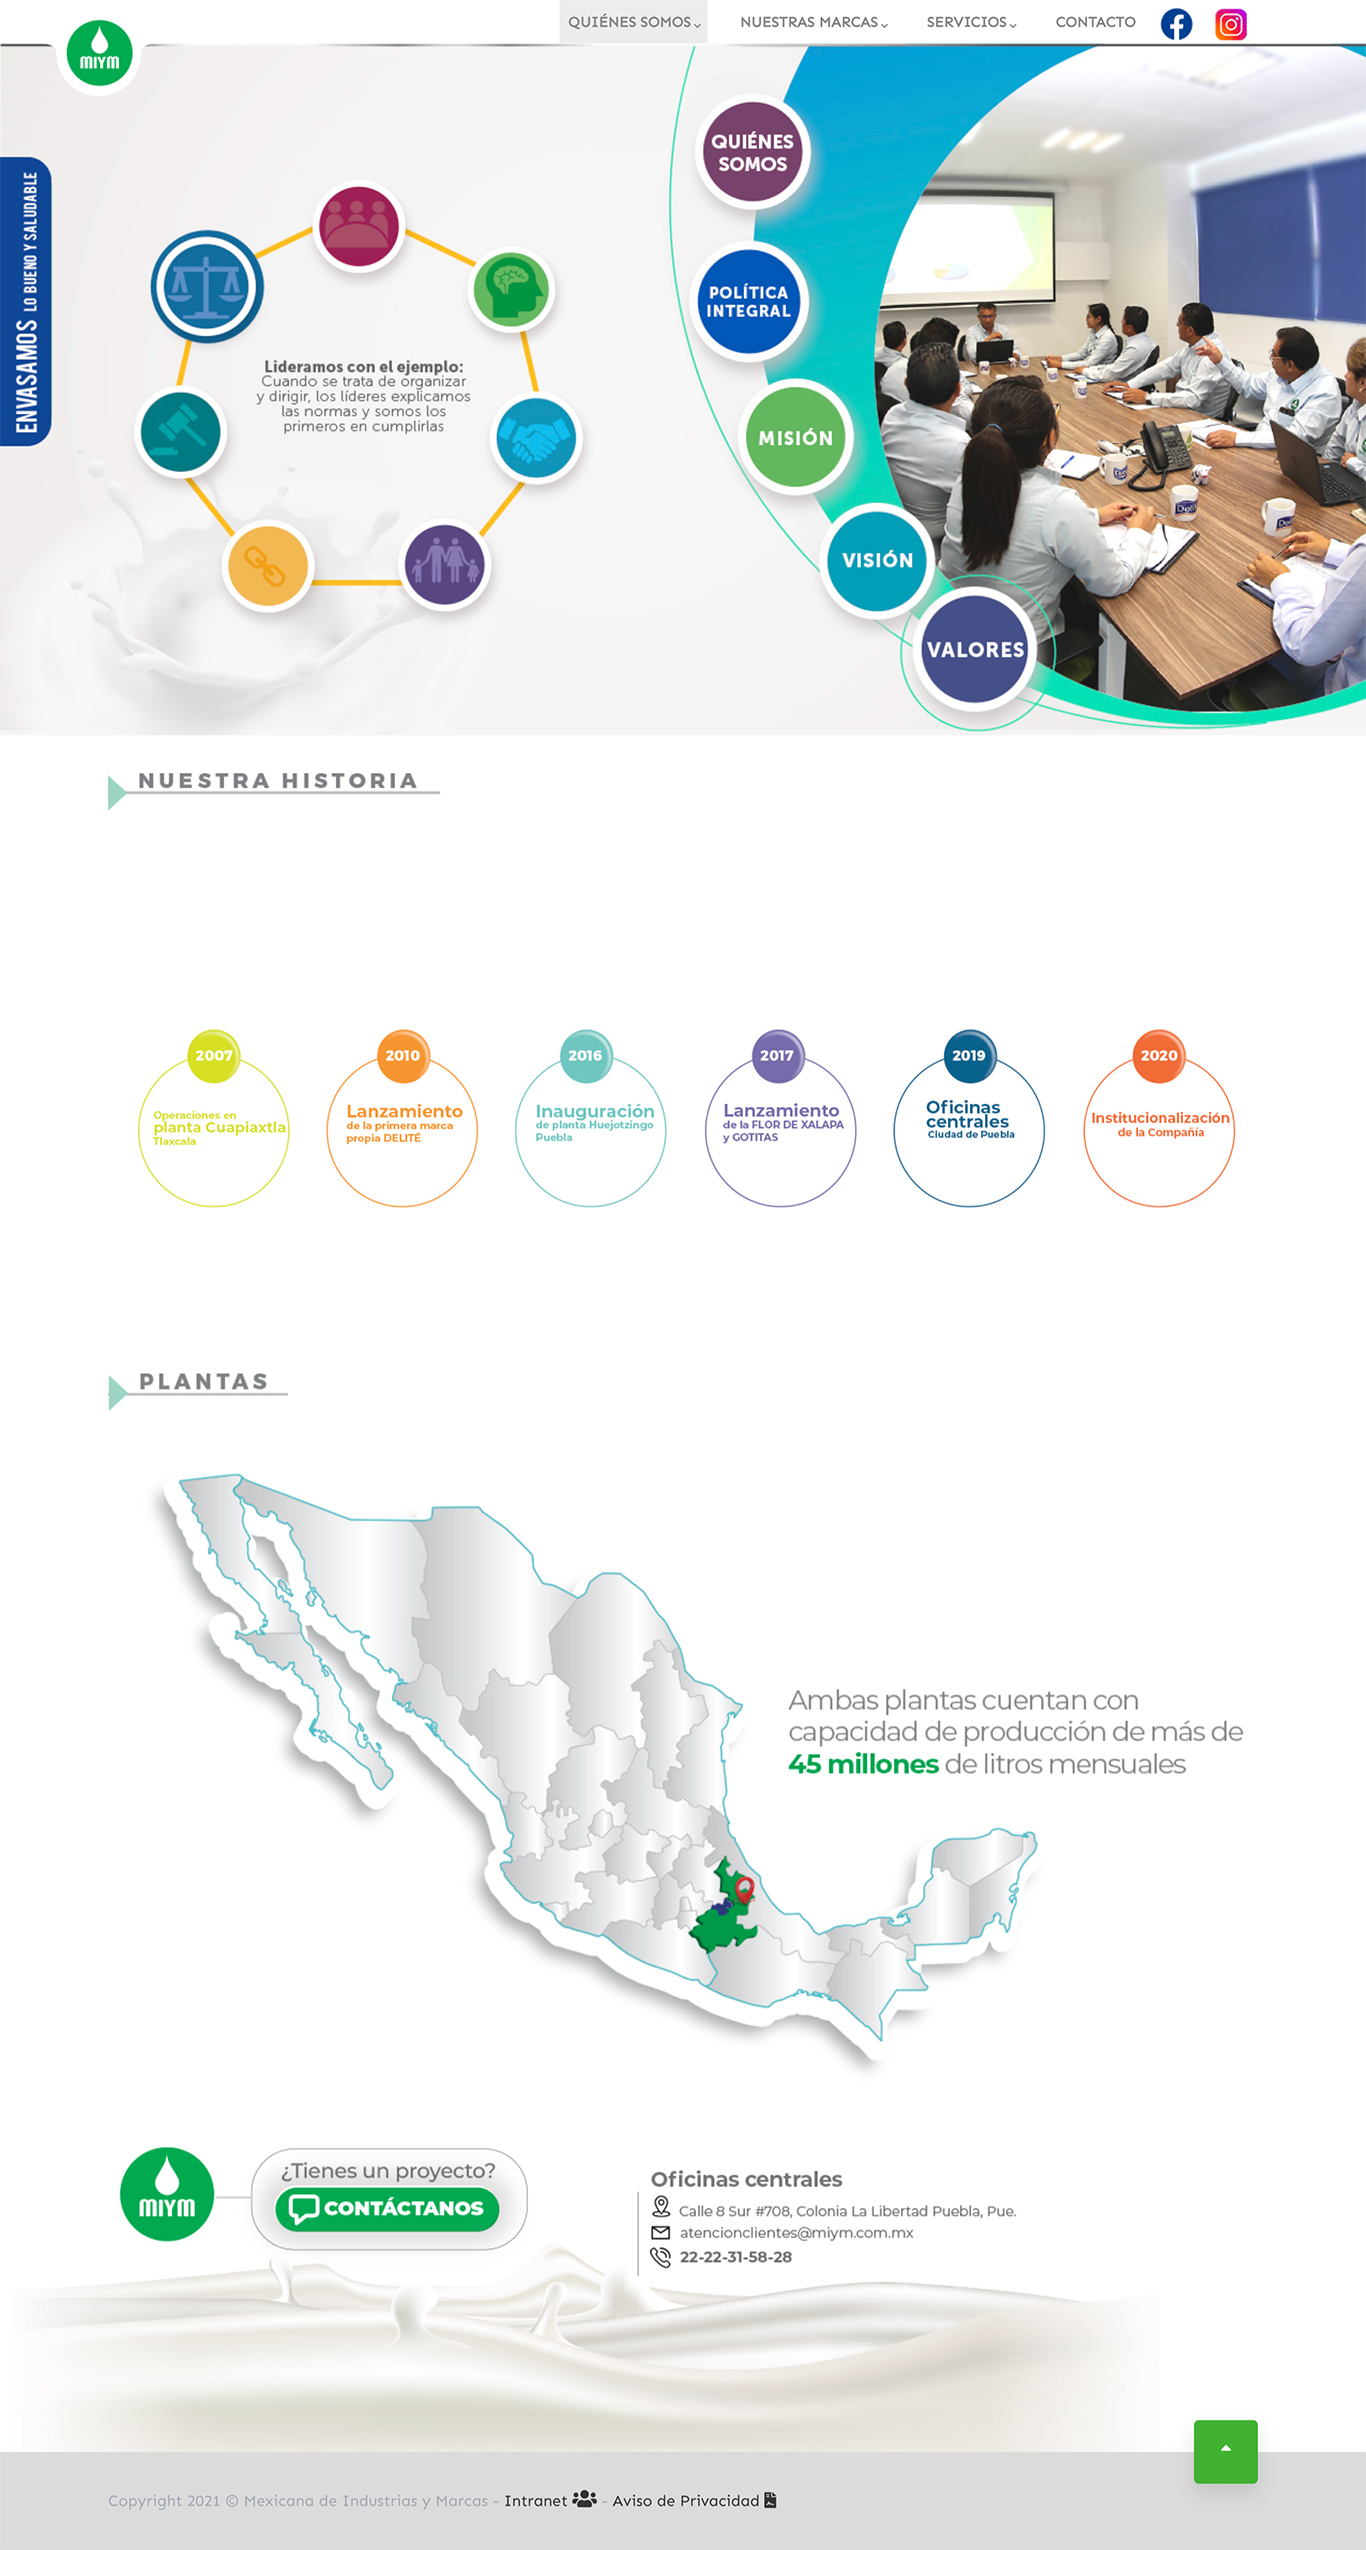 QUIÉNES SOMOS
NUESTRAS MARCAS
SERVICIOS
CONTACTO
MIYM
ENVASAMOS LO BUENO Y SALUDABLE
Lideramos con el ejemplo:
Cuando se trata de organizar
y dirigir, los líderes explicamos
las normas y somos los
primeros en cumplirlas
QUIÉNES
SOMOS
POLÍTICA
INTEGRAL
MISIÓN
VISIÓN
VALORES
NUESTRA HISTORIA
2007
Operaciones en
planta Cuapiaxtla
Tlaxcala
2010
Lanzamiento
de la primera marca
propia DELITÉ
2016
Inauguración
de planta Huejotzingo
Puebla
2017
Lanzamiento
de la FLOR DE XALAPA
y GOTITAS
2019
Oficinas
centrales
Ciudad de Puebla
2020
Institucionalización
de la Compañía
PLANTAS
Ambas plantas cuentan con
capacidad de producción de más de
45 millones de litros mensuales
MIYM
¿Tienes un proyecto?
CONTÁCTANOS
Oficinas centrales
Calle 8 Sur #708, Colonia La Libertad Puebla, Pue.
atencionclientes@miym.com.mx
22-22-31-58-28
Copyright 2021 © Mexicana de Industrias y Marcas - Intranet - Aviso de Privacidad